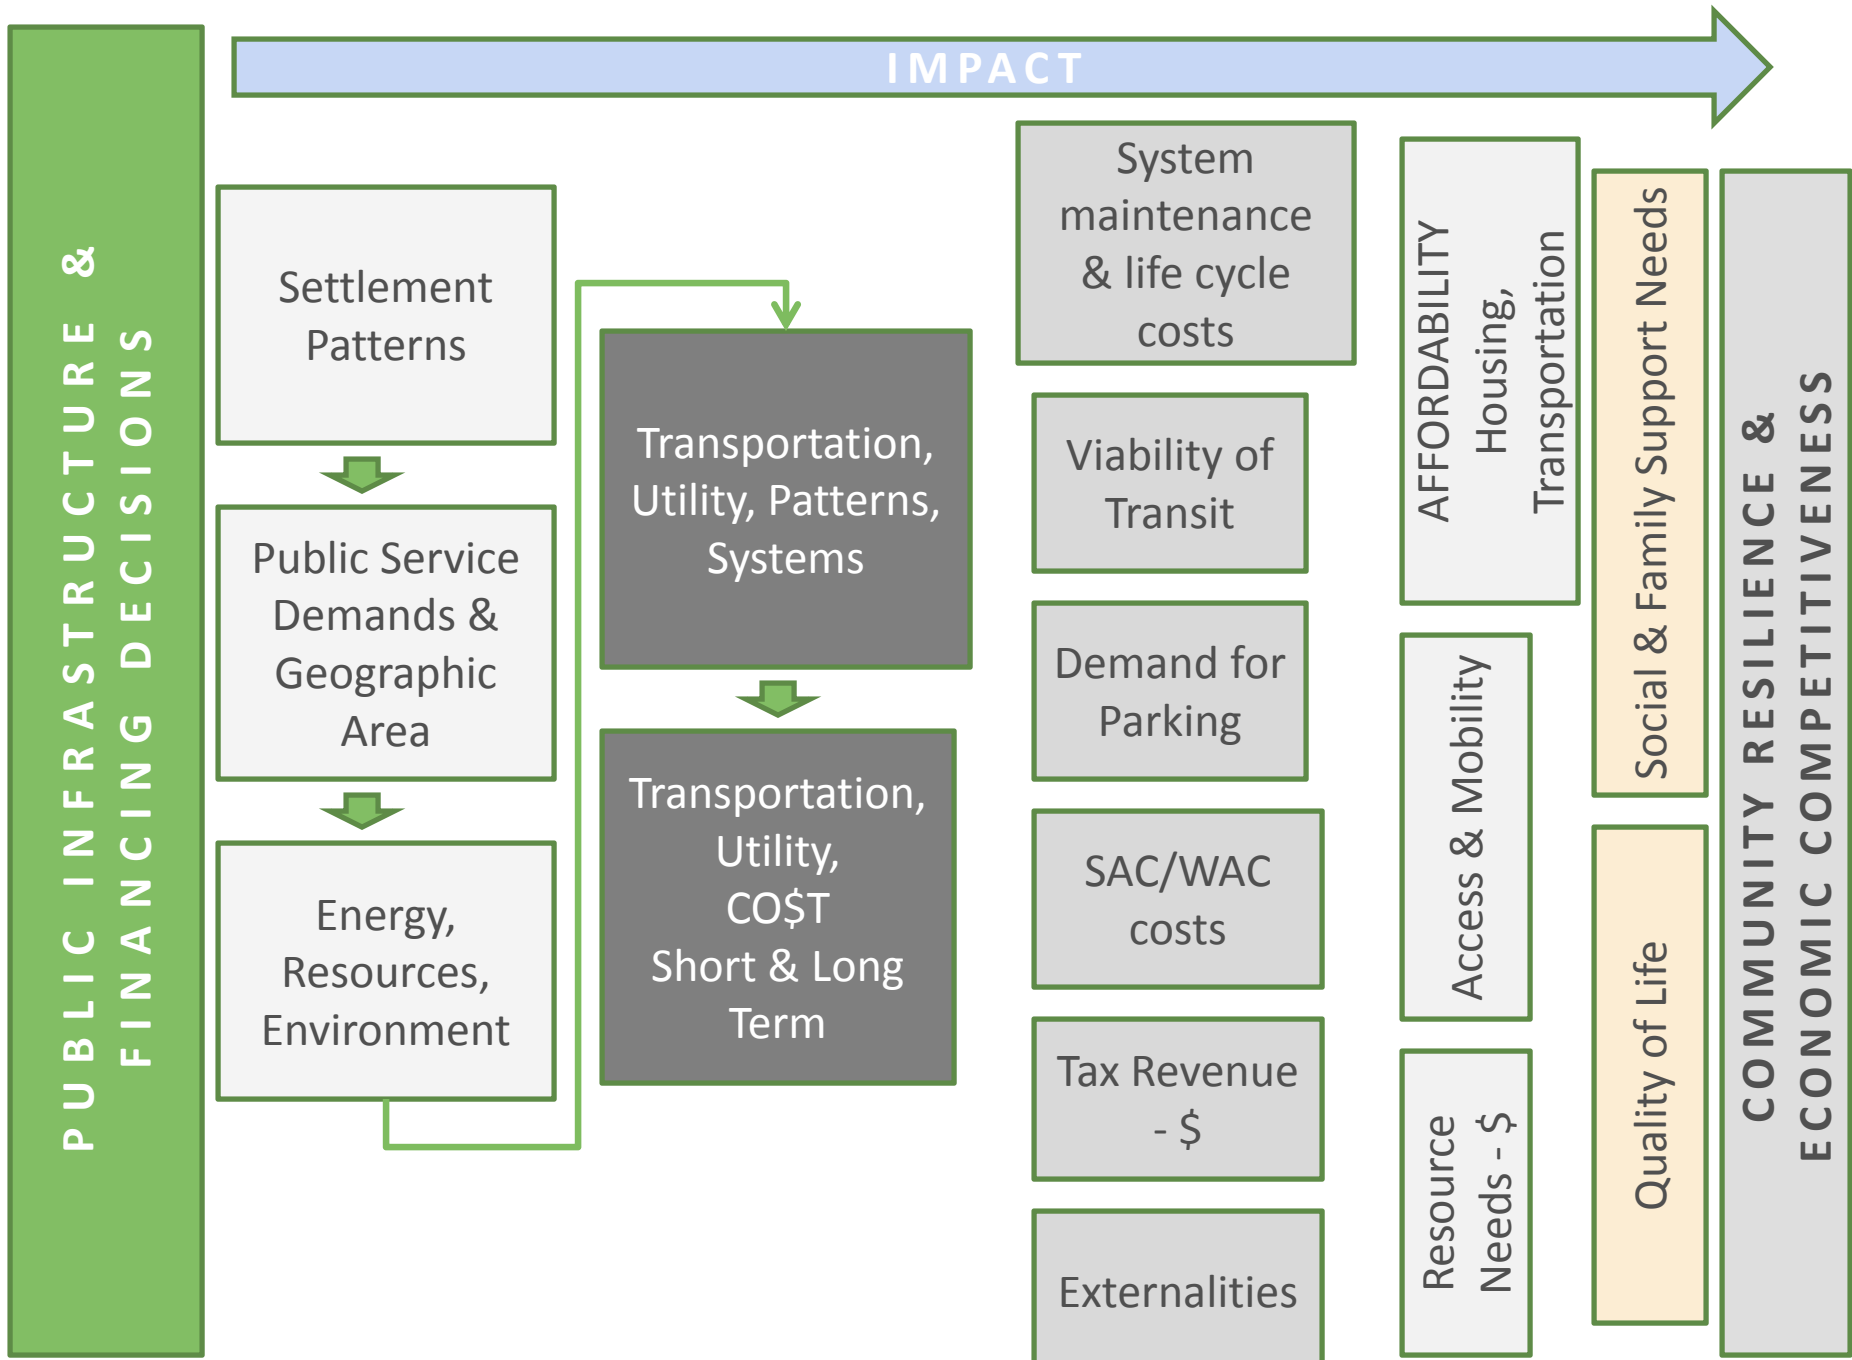 PUBLIC INFRASTRUCTURE &
FINANCING DECISIONS
IMPACT
Settlement
Patterns
Public Service
Demands &
Geographic
Area
Energy,
Resources,
Environment
Transportation,
Utility, Patterns,
Systems
Transportation,
Utility,
CO$T
Short & Long
Term
System
maintenance
& life cycle
costs
Viability of
Transit
Demand for
Parking
SAC/WAC
costs
Tax Revenue
- $
Externalities
AFFORDABILITY
Housing,
Transportation
Access & Mobility
Resource
Needs - $
Social & Family Support Needs
Quality of Life
COMMUNITY RESILIENCE &
ECONOMIC COMPETITIVENESS